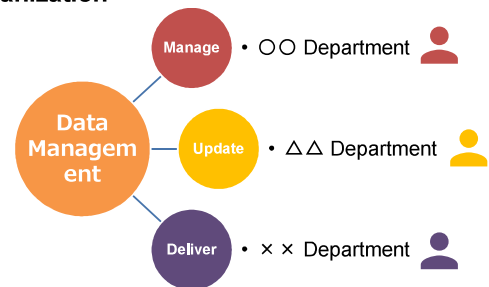 Data
Managem
ent
Manage
• ○○ Department
Update
• △△ Department
Deliver
• × × Department